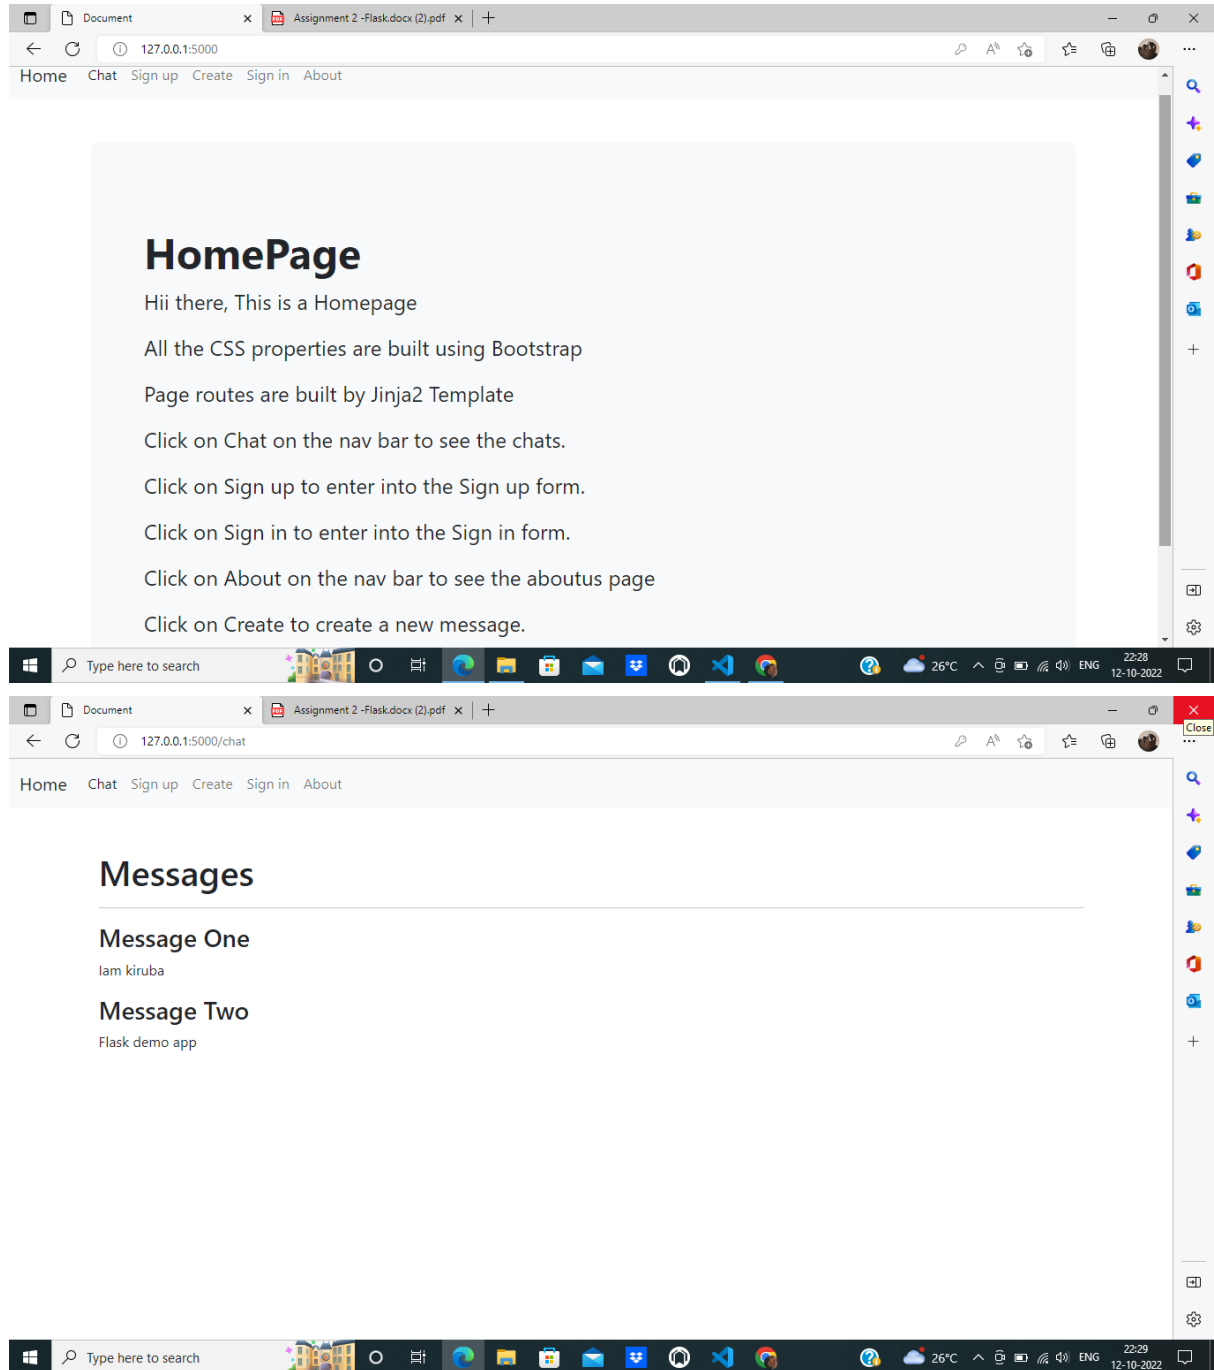 Document
Assignment 2 -Flask.docx (2).pdf
127.0.0.1:5000
Home Chat Sign up Create Sign in About
HomePage
Hii there, This is a Homepage
All the CSS properties are built using Bootstrap
Page routes are built by Jinja2 Template
Click on Chat on the nav bar to see the chats.
Click on Sign up to enter into the Sign up form.
Click on Sign in to enter into the Sign in form.
Click on About on the nav bar to see the aboutus page
Click on Create to create a new message.
Type here to search
26°C
ENG
22:28
12-10-2022
Document
Assignment 2 -Flask.docx (2).pdf
Close
127.0.0.1:5000/chat
Home Chat Sign up Create Sign in About
Messages
Message One
Iam kiruba
Message Two
Flask demo app
Type here to search
26°C
ENG
22:29
12-10-2022